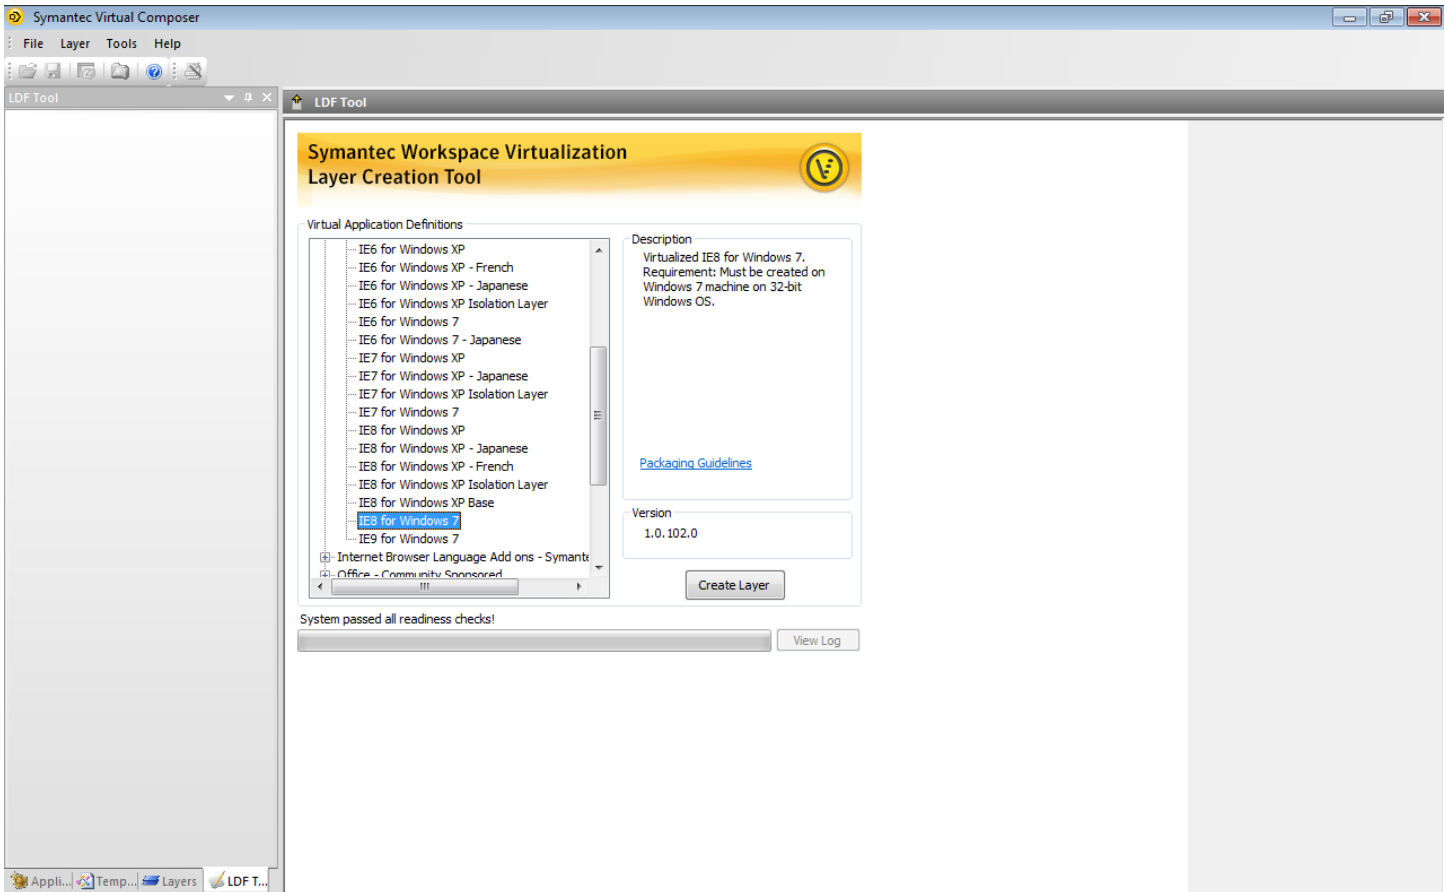 Symantec Virtual Composer
File Layer Tools Help
LDF Tool
LDF Tool
Symantec Workspace Virtualization
Layer Creation Tool
Virtual Application Definitions
IE6 for Windows XP
IE6 for Windows XP - French
IE6 for Windows XP - Japanese
IE6 for Windows XP Isolation Layer
IE6 for Windows 7
IE6 for Windows 7 - Japanese
IE7 for Windows XP
IE7 for Windows XP - Japanese
IE7 for Windows XP Isolation Layer
IE7 for Windows 7
IE8 for Windows XP
IE8 for Windows XP - Japanese
IE8 for Windows XP - French
IE8 for Windows XP Isolation Layer
IE8 for Windows XP Base
IE8 for Windows 7
IE9 for Windows 7
Internet Browser Language Add ons - Symante
Office - Community Sponsored
Description
Virtualized IE8 for Windows 7.
Requirement: Must be created on
Windows 7 machine on 32-bit
Windows OS.
Packaging Guidelines
Version
1.0.102.0
Create Layer
System passed all readiness checks!
View Log
Appli... Temp... Layers LDF T...